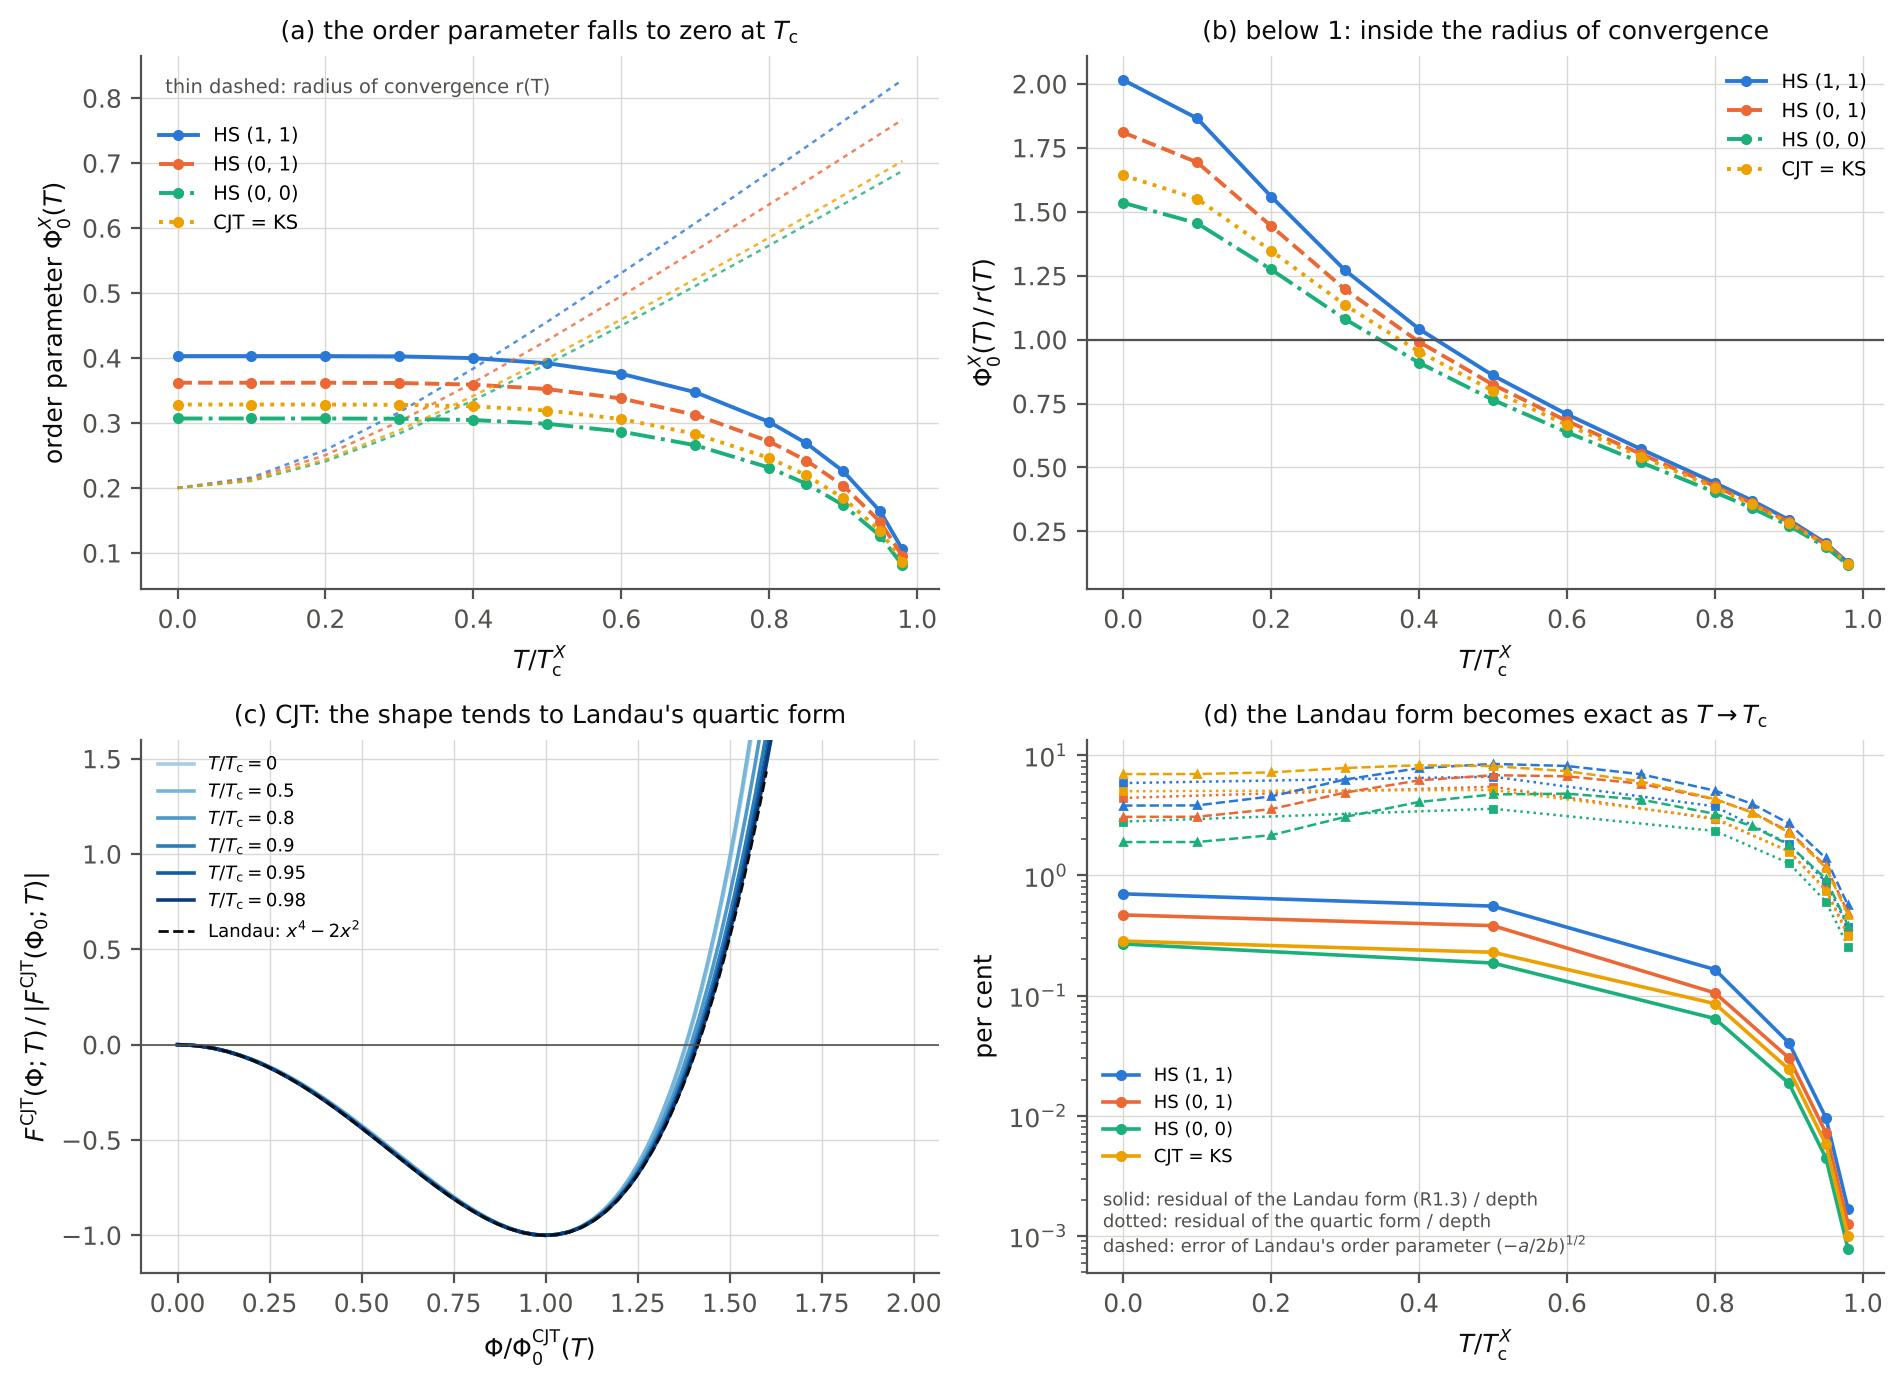 (a) the order parameter falls to zero at T_c
thin dashed: radius of convergence r(T)
HS (1, 1)
HS (0, 1)
HS (0, 0)
CJT = KS
order parameter Φ_0^X(T)
0.8
0.7
0.6
0.5
0.4
0.3
0.2
0.1
0.0 0.2 0.4 0.6 0.8 1.0
T/T_c^X
(b) below 1: inside the radius of convergence
HS (1, 1)
HS (0, 1)
HS (0, 0)
CJT = KS
Φ_0^X(T) / r(T)
2.00
1.75
1.50
1.25
1.00
0.75
0.50
0.25
0.0 0.2 0.4 0.6 0.8 1.0
T/T_c^X
(c) CJT: the shape tends to Landau's quartic form
T/T_c = 0
T/T_c = 0.5
T/T_c = 0.8
T/T_c = 0.9
T/T_c = 0.95
T/T_c = 0.98
Landau: x⁴ − 2x²
F^CJT(Φ; T) / |F^CJT(Φ_0; T)|
1.5
1.0
0.5
0.0
−0.5
−1.0
0.00 0.25 0.50 0.75 1.00 1.25 1.50 1.75 2.00
Φ/Φ_0^CJT(T)
(d) the Landau form becomes exact as T → T_c
per cent
10¹
10⁰
10⁻¹
10⁻²
10⁻³
HS (1, 1)
HS (0, 1)
HS (0, 0)
CJT = KS
solid: residual of the Landau form (R1.3) / depth
dotted: residual of the quartic form / depth
dashed: error of Landau's order parameter (−a/2b)^1/2
0.0 0.2 0.4 0.6 0.8 1.0
T/T_c^X